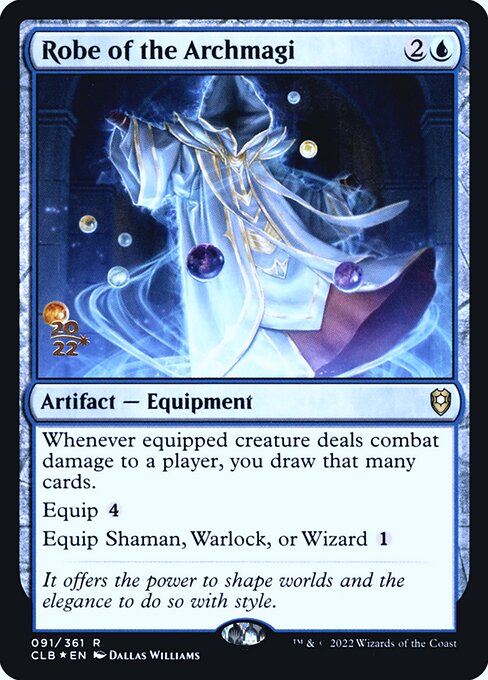 Robe of the Archmagi 2
20
22
Artifact — Equipment
Whenever equipped creature deals combat
damage to a player, you draw that many
cards.
Equip 4
Equip Shaman, Warlock, or Wizard 1
It offers the power to shape worlds and the
elegance to do so with style.
091/361 R
CLB ★ EN Dallas Williams
™ & © 2022 Wizards of the Coast